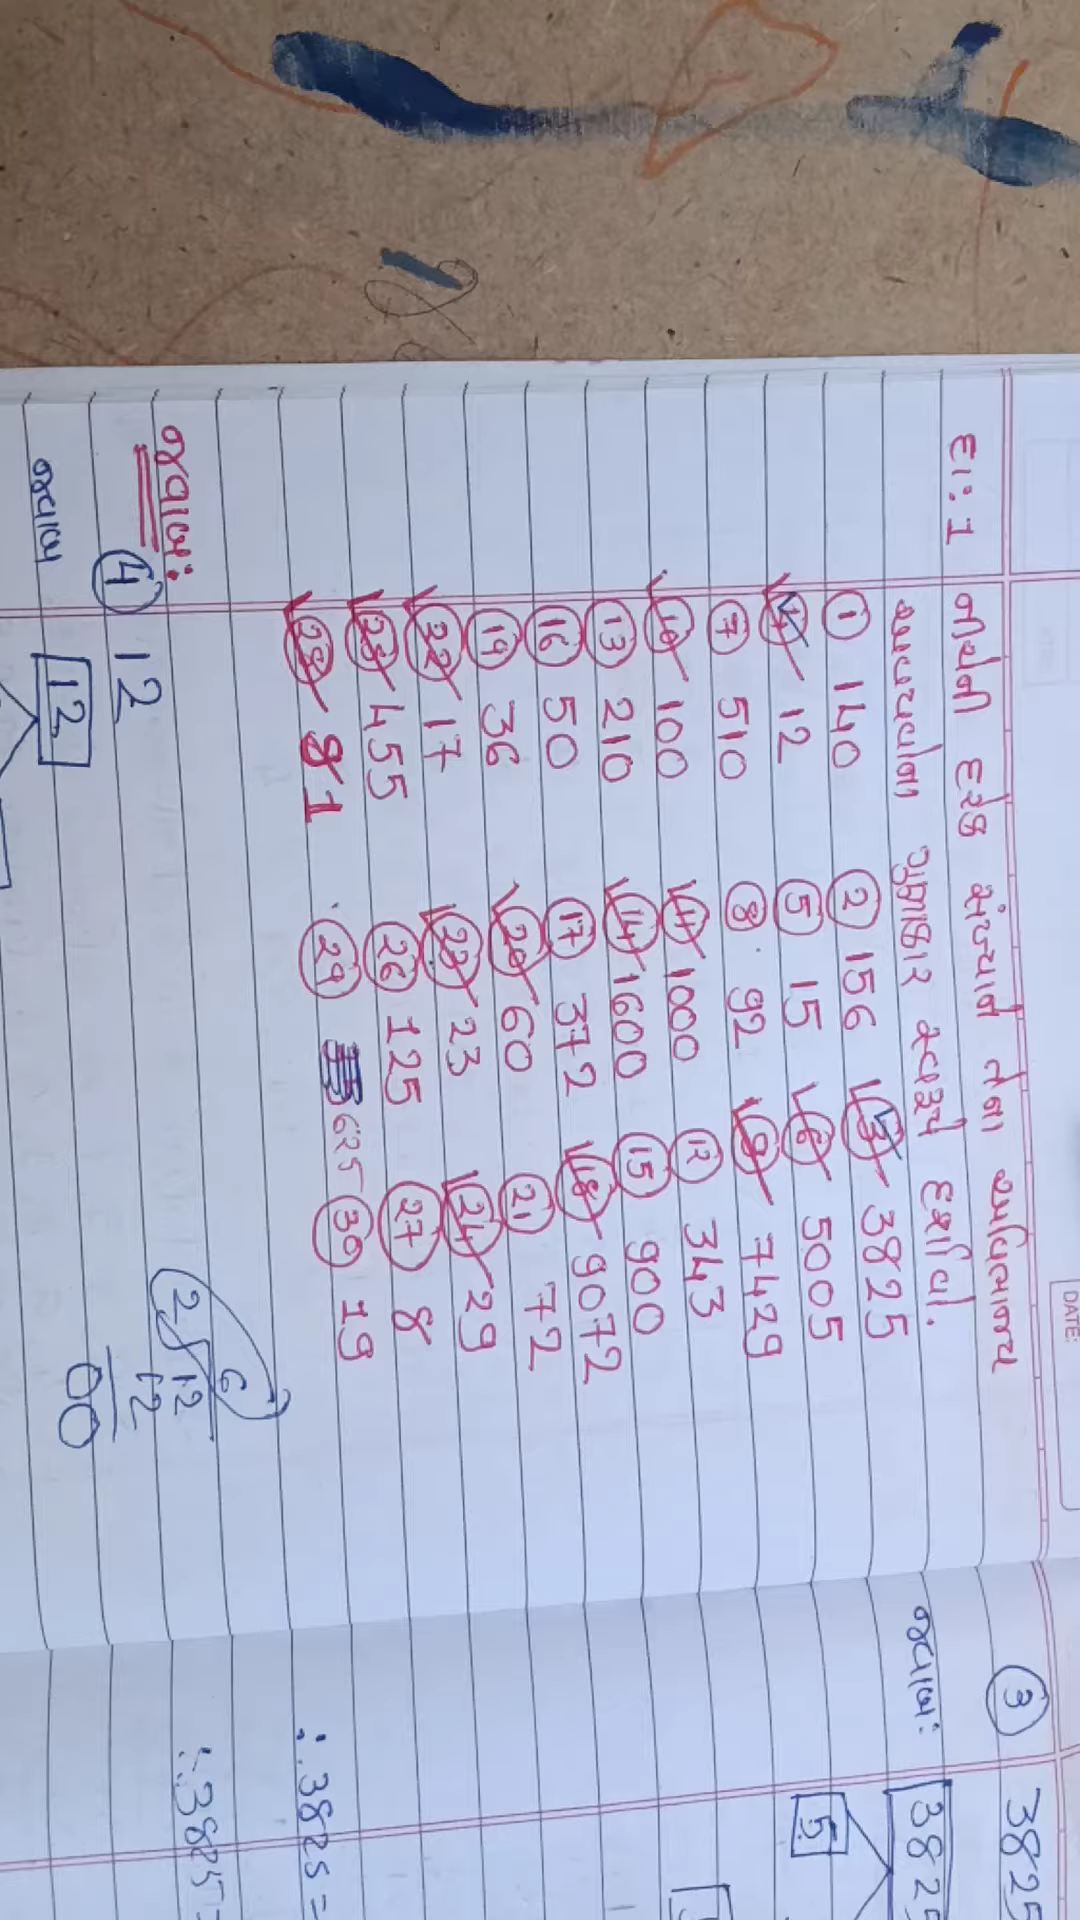 DATE:
દા:1 નીચેની દરેક સંખ્યાને તેના અવિભાજ્ય
અવયવોના ગુણાકાર સ્વરૂપે દર્શાવો.
① 140 ② 156 ③ 3825
④ 12 ⑤ 15 ⑥ 5005
⑦ 510 ⑧ 92 ⑨ 7429
⑩ 100 ⑪ 1000 ⑫ 343
⑬ 210 ⑭ 1600 ⑮ 900
⑯ 50 ⑰ 372 ⑱ 9072
⑲ 36 ⑳ 60 ㉑ 72
㉒ 17 ㉓ 23 ㉔ 29
㉕ 455 ㉖ 125 ㉗ 8
㉘ 91 ㉙ 625 ㉚ 19
જવાબ:
④ 12
જવાબ 12
6
2 12
12
00
③ 3825
જવાબ: 3825
5
∴ 3825 =
∴ 3825 =